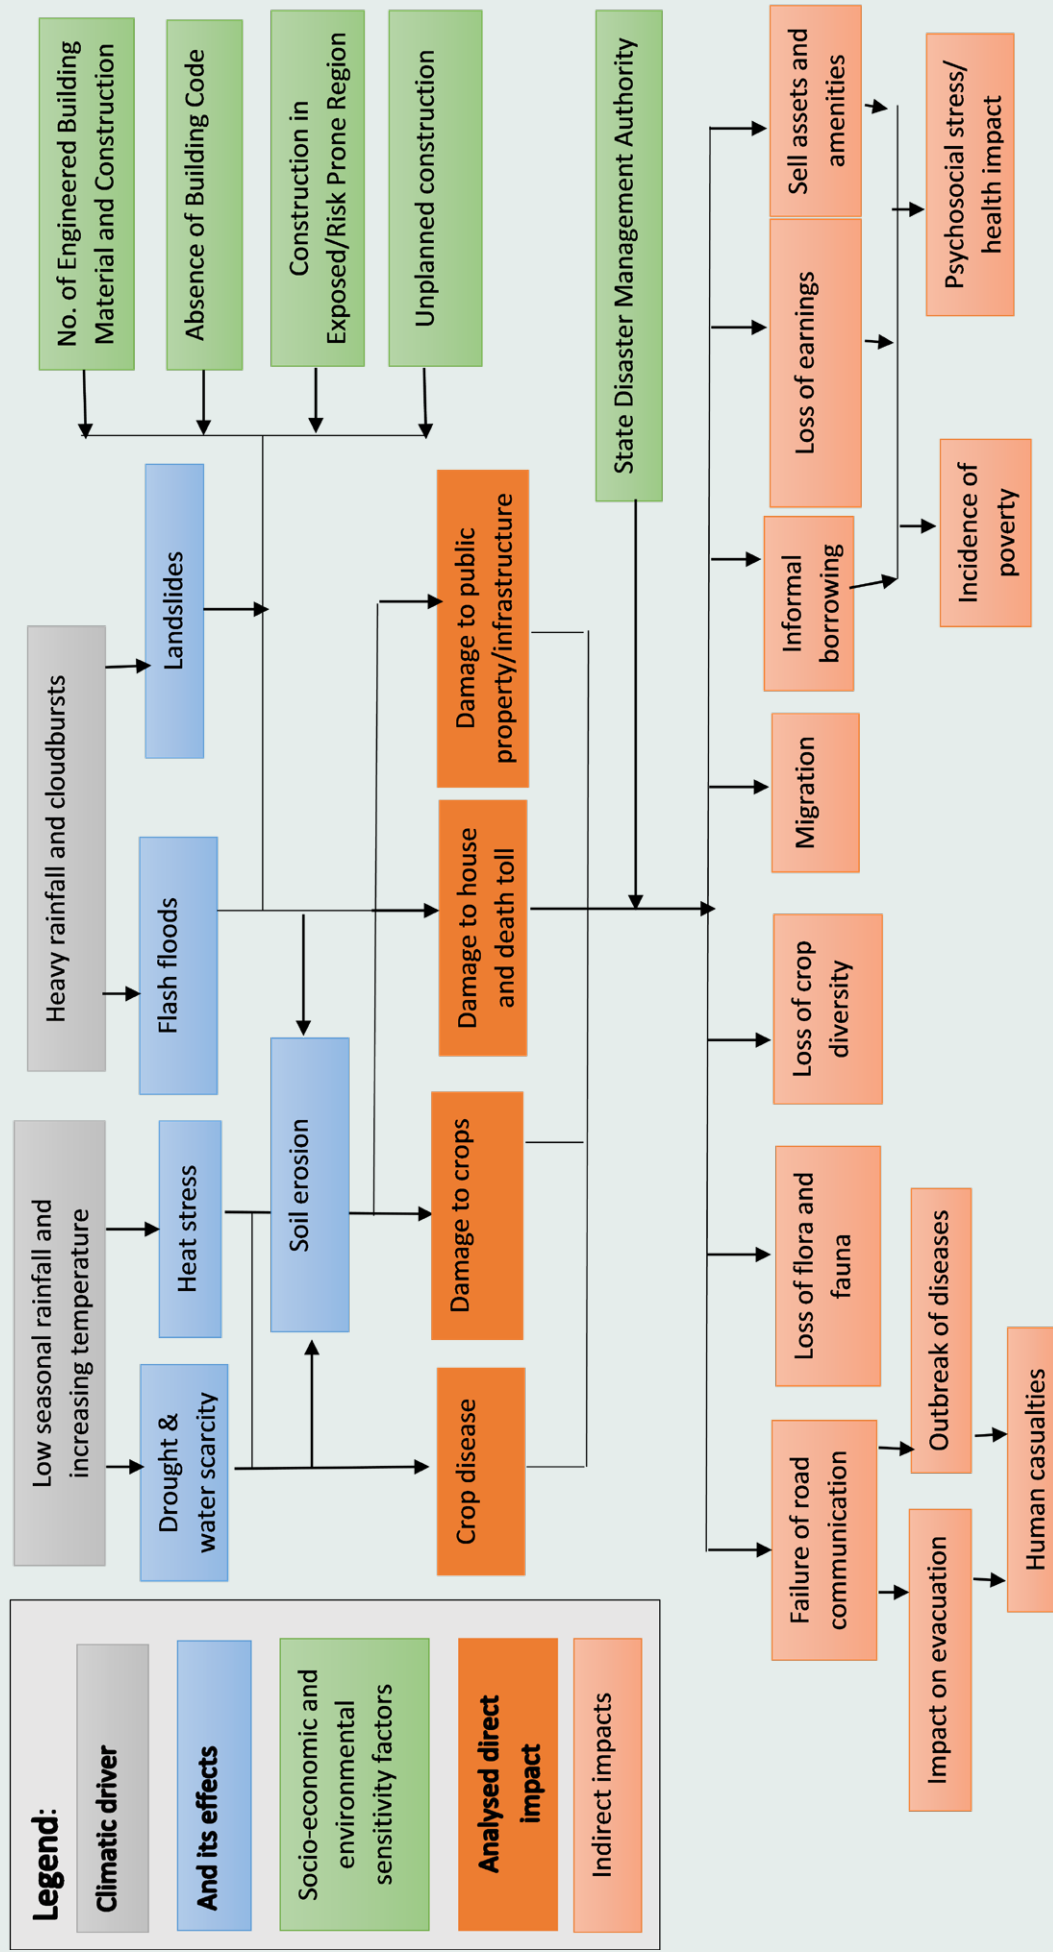 Legend:
Climatic driver
And its effects
Socio-economic and
environmental
sensitivity factors
Analysed direct
impact
Indirect impacts
Low seasonal rainfall and
increasing temperature
Heavy rainfall and cloudbursts
Drought &
water scarcity
Heat stress
Flash floods
Landslides
Soil erosion
No. of Engineered Building
Material and Construction
Absence of Building Code
Construction in
Exposed/Risk Prone Region
Unplanned construction
Crop disease
Damage to crops
Damage to house
and death toll
Damage to public
property/infrastructure
State Disaster Management Authority
Failure of road
communication
Loss of flora and
fauna
Loss of crop
diversity
Migration
Informal
borrowing
Loss of earnings
Sell assets and
amenities
Impact on evacuation
Outbreak of diseases
Human casualties
Incidence of
poverty
Psychosocial stress/
health impact